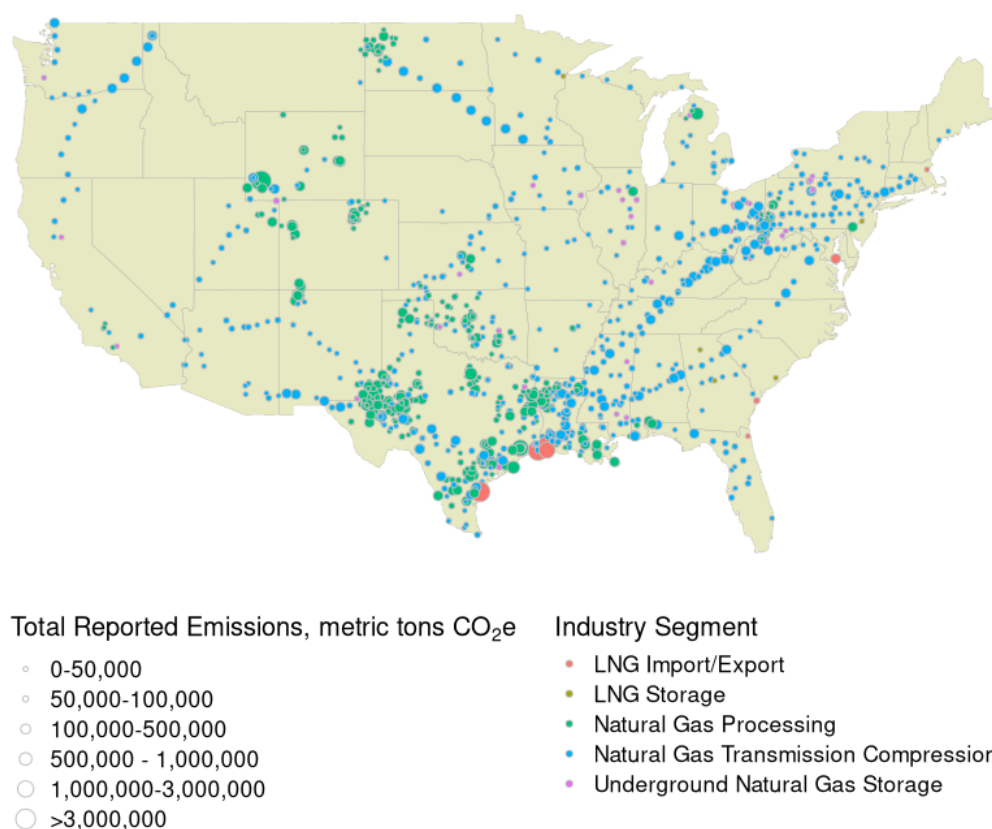 Total Reported Emissions, metric tons CO₂e
0-50,000
50,000-100,000
100,000-500,000
500,000 - 1,000,000
1,000,000-3,000,000
>3,000,000
Industry Segment
LNG Import/Export
LNG Storage
Natural Gas Processing
Natural Gas Transmission Compression
Underground Natural Gas Storage